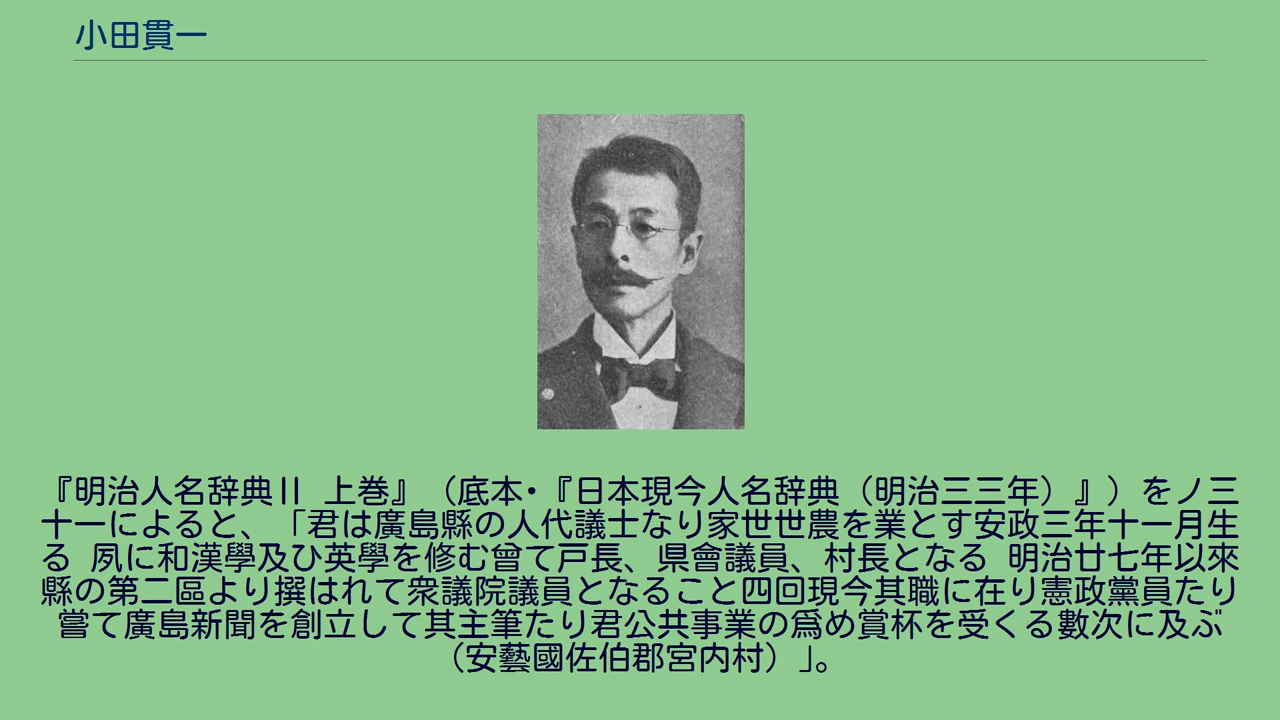 小田貫一
『明治人名辞典Ⅱ 上巻』（底本・『日本現今人名辞典（明治三三年）』）をノ三
十一によると、「君は廣島縣の人代議士なり家世世農を業とす安政三年十一月生
る 夙に和漢學及ひ英學を修む曾て戸長、県會議員、村長となる 明治廿七年以來
縣の第二區より撰はれて衆議院議員となること四回現今其職に在り憲政黨員たり
嘗て廣島新聞を創立して其主筆たり君公共事業の爲め賞杯を受くる數次に及ぶ
（安藝國佐伯郡宮内村）」。